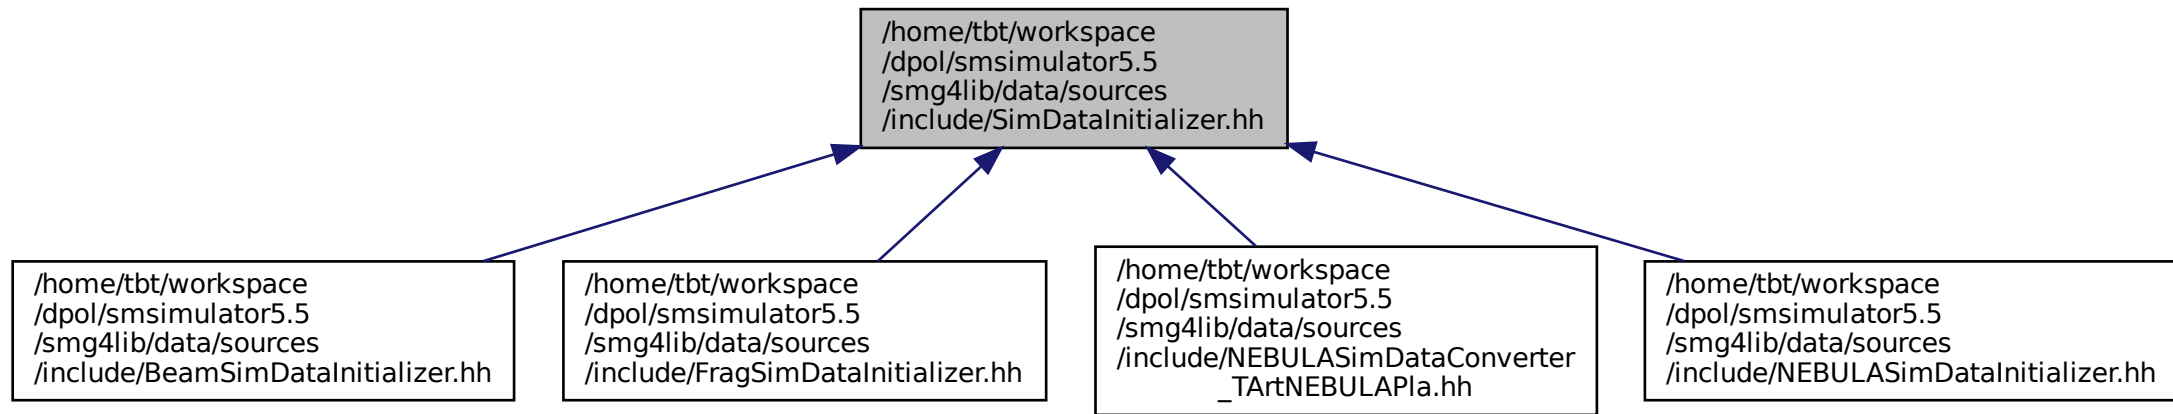 /home/tbt/workspace
/dpol/smsimulator5.5
/smg4lib/data/sources
/include/SimDataInitializer.hh
/home/tbt/workspace
/dpol/smsimulator5.5
/smg4lib/data/sources
/include/BeamSimDataInitializer.hh
/home/tbt/workspace
/dpol/smsimulator5.5
/smg4lib/data/sources
/include/FragSimDataInitializer.hh
/home/tbt/workspace
/dpol/smsimulator5.5
/smg4lib/data/sources
/include/NEBULASimDataConverter
_TArtNEBULAPla.hh
/home/tbt/workspace
/dpol/smsimulator5.5
/smg4lib/data/sources
/include/NEBULASimDataInitializer.hh